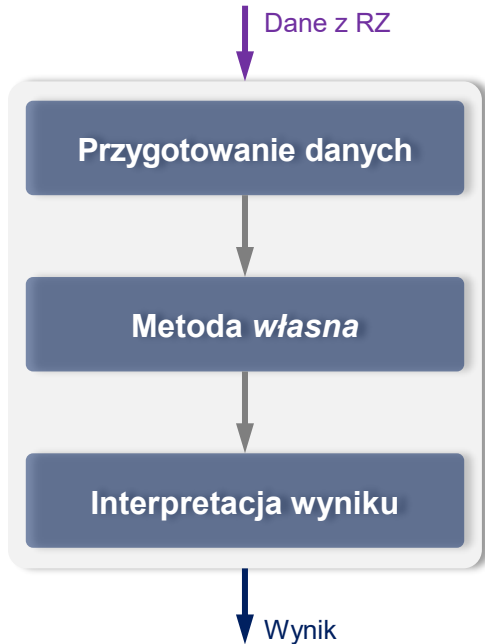 Dane z RZ
Przygotowanie danych
Metoda własna
Interpretacja wyniku
Wynik